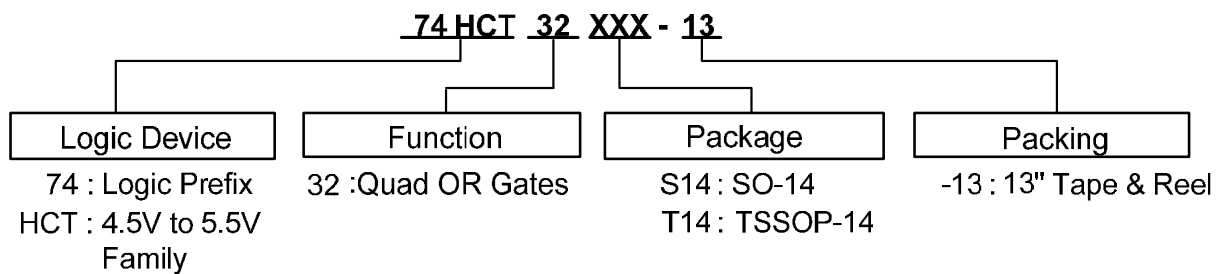 74 HCT 32 XXX - 13
Logic Device
74 : Logic Prefix
HCT : 4.5V to 5.5V
Family
Function
32 :Quad OR Gates
Package
S14 : SO-14
T14 : TSSOP-14
Packing
-13 : 13" Tape & Reel